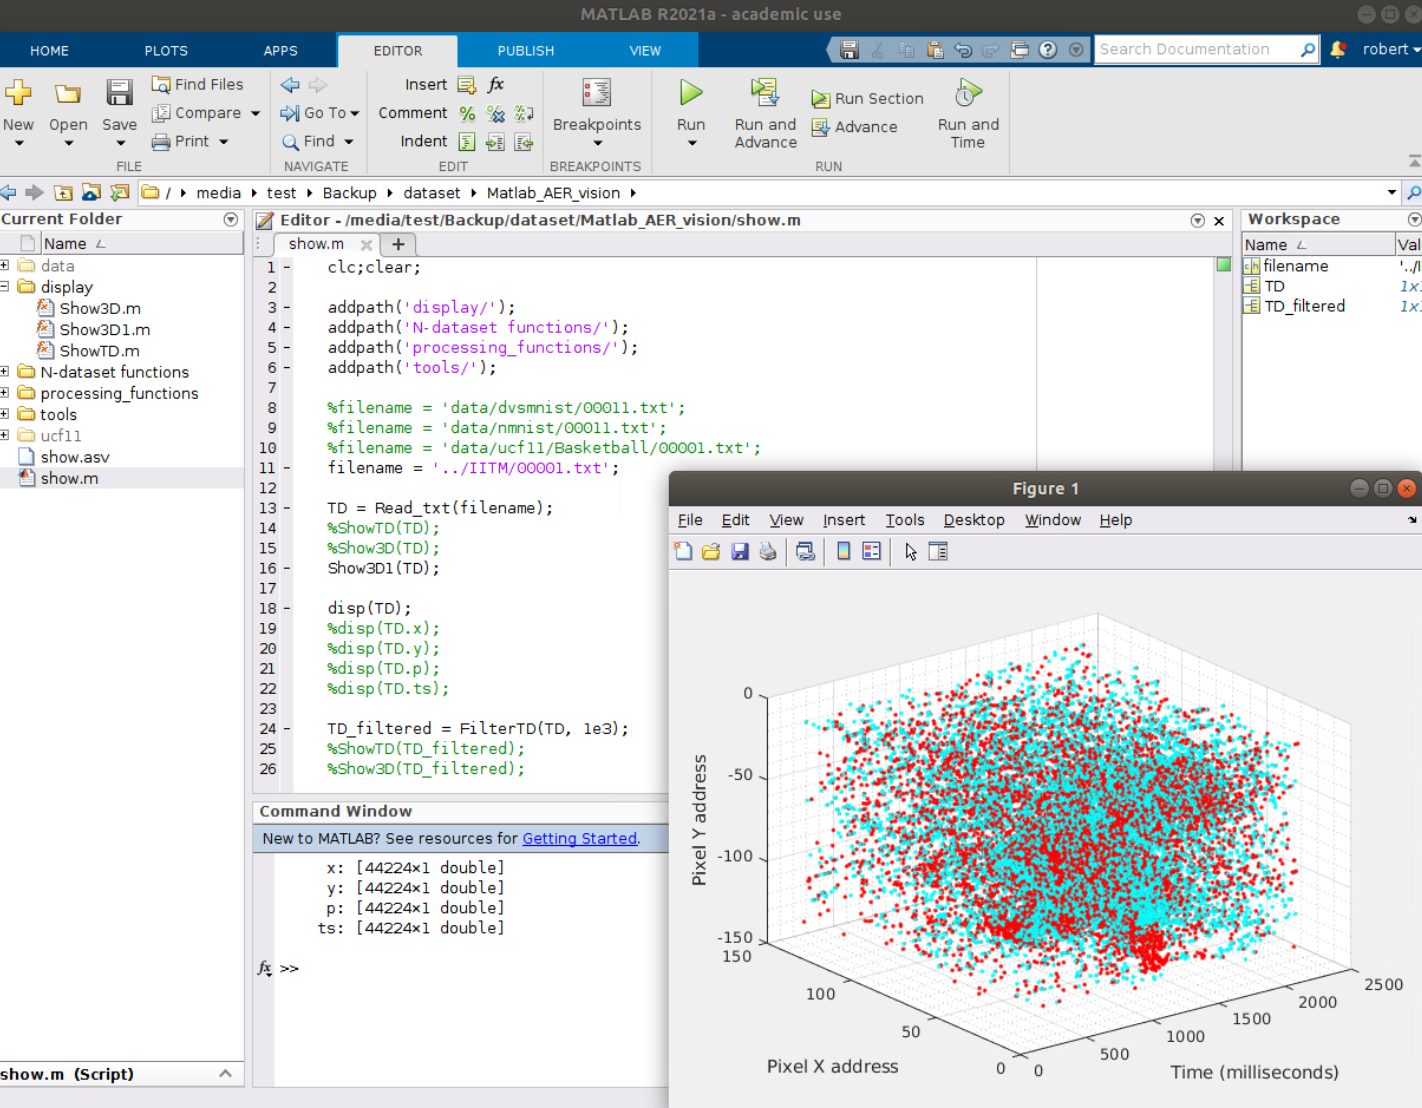 MATLAB R2021a - academic use
HOME PLOTS APPS EDITOR PUBLISH VIEW Search Documentation robert
New Open Save Find Files Compare Print FILE
Go To Find NAVIGATE
Insert fx Comment Indent EDIT
Breakpoints BREAKPOINTS
Run Run and Advance Run Section Advance Run and Time RUN
/ media test Backup dataset Matlab_AER_vision
Current Folder
Name
data
display
Show3D.m
Show3D1.m
ShowTD.m
N-dataset functions
processing_functions
tools
ucf11
show.asv
show.m
show.m (Script)
Editor - /media/test/Backup/dataset/Matlab_AER_vision/show.m
show.m +
1 - clc;clear;
2
3 - addpath('display/');
4 - addpath('N-dataset functions/');
5 - addpath('processing_functions/');
6 - addpath('tools/');
7
8 %filename = 'data/dvsmnist/00011.txt';
9 %filename = 'data/nmnist/00011.txt';
10 %filename = 'data/ucf11/Basketball/00001.txt';
11 - filename = '../IITM/00001.txt';
12
13 - TD = Read_txt(filename);
14 %ShowTD(TD);
15 %Show3D(TD);
16 - Show3D1(TD);
17
18 - disp(TD);
19 %disp(TD.x);
20 %disp(TD.y);
21 %disp(TD.p);
22 %disp(TD.ts);
23
24 - TD_filtered = FilterTD(TD, 1e3);
25 %ShowTD(TD_filtered);
26 %Show3D(TD_filtered);
Command Window
New to MATLAB? See resources for Getting Started.
x: [44224×1 double]
y: [44224×1 double]
p: [44224×1 double]
ts: [44224×1 double]
fx >>
Workspace
Name Val
filename '../I
TD 1x
TD_filtered 1x
Figure 1
File Edit View Insert Tools Desktop Window Help
Pixel Y address
0
-50
-100
-150
150
100
50
0
Pixel X address
0
500
1000
1500
2000
2500
Time (milliseconds)